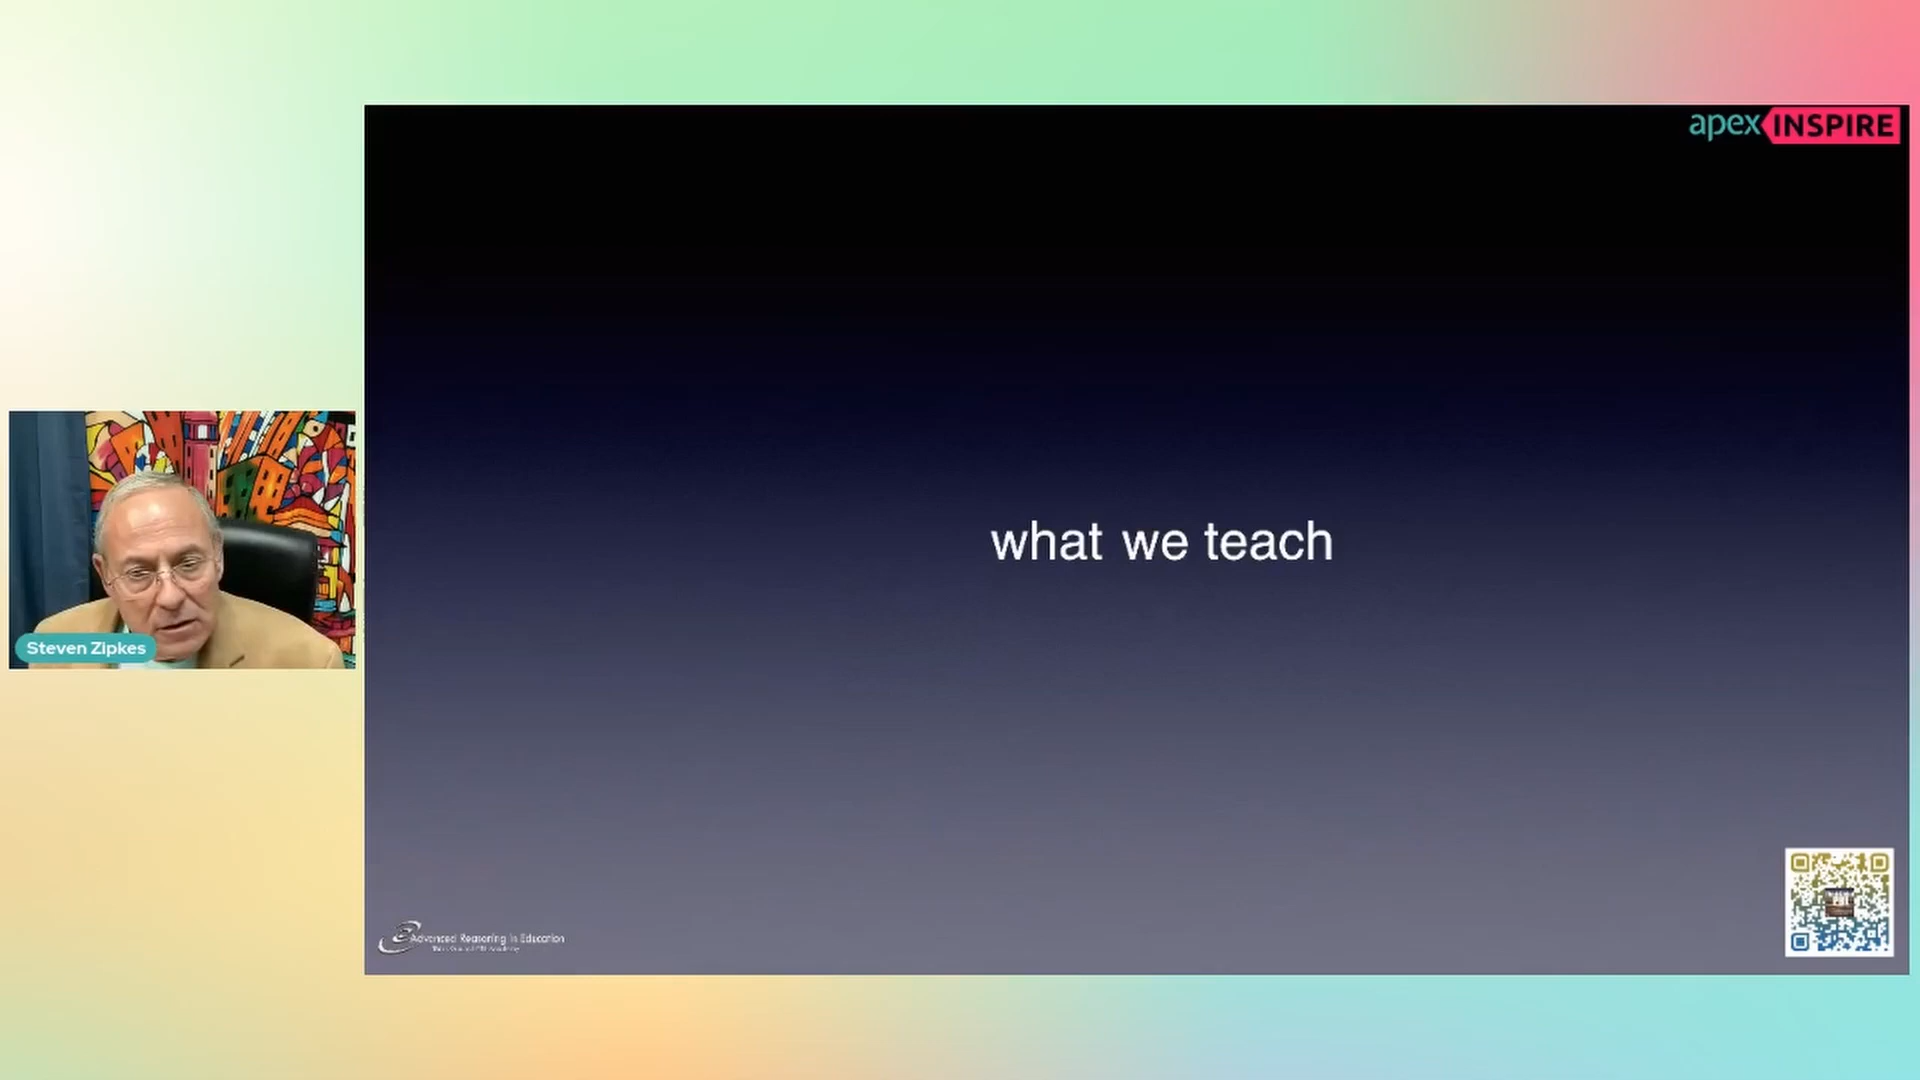 apex INSPIRE
what we teach
Steven Zipkes
Advanced Reasoning in Education